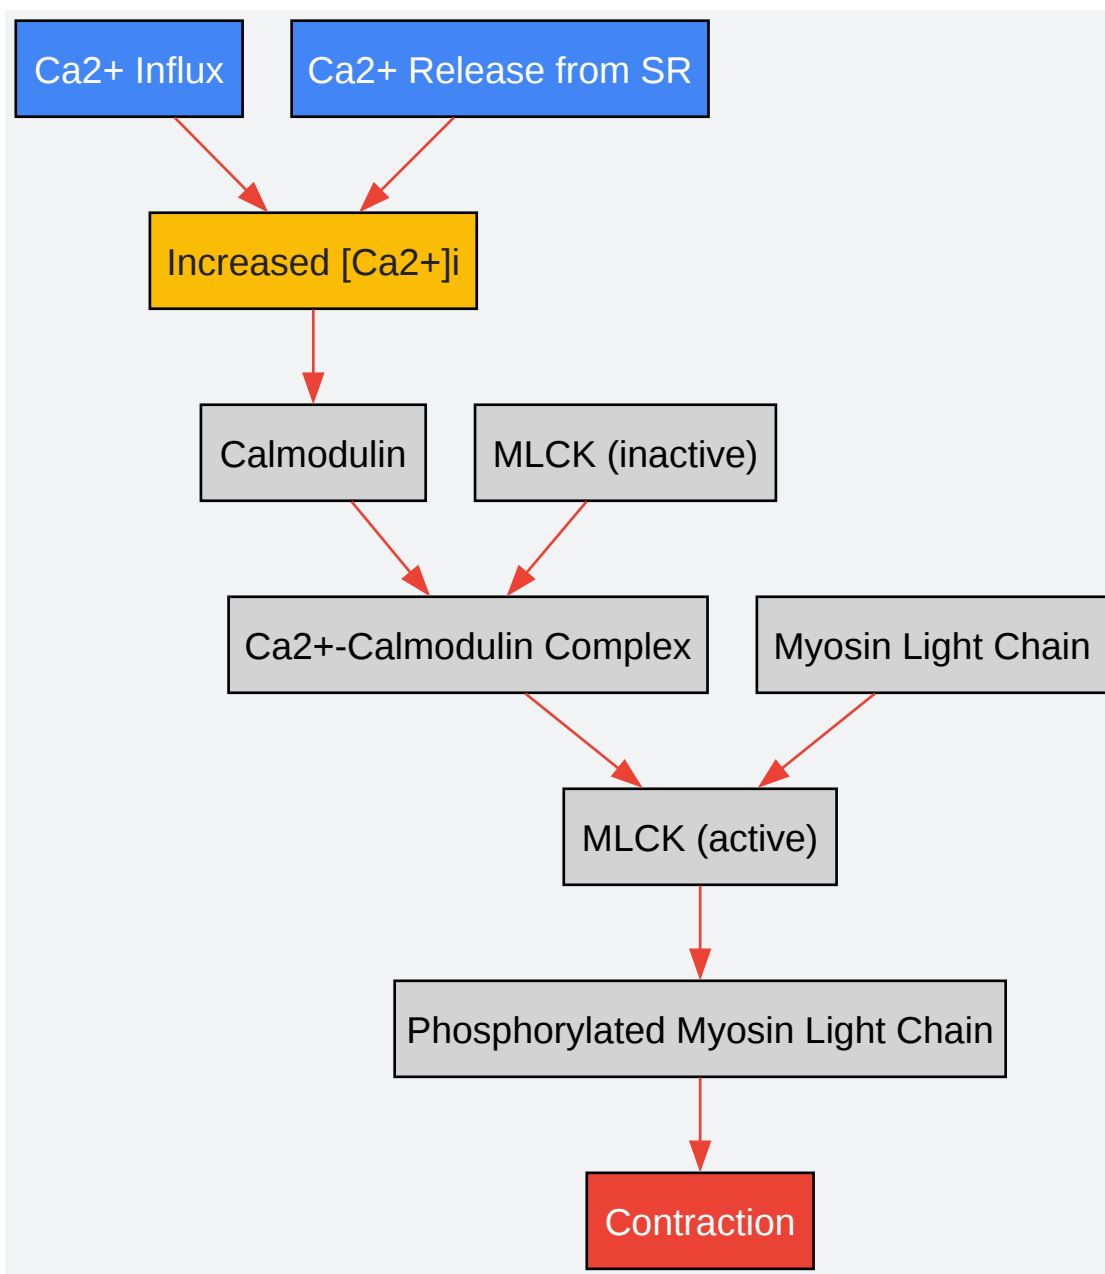 Ca2+ Influx
Ca2+ Release from SR
Increased [Ca2+]i
Calmodulin
MLCK (inactive)
Ca2+-Calmodulin Complex
Myosin Light Chain
MLCK (active)
Phosphorylated Myosin Light Chain
Contraction